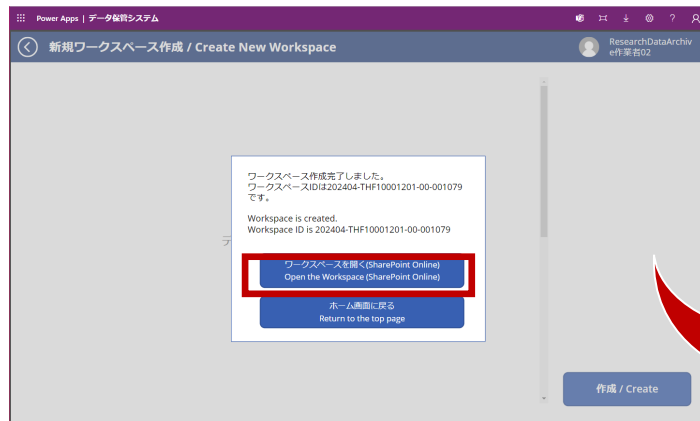 Power Apps | データ保管システム
?
新規ワークスペース作成 / Create New Workspace
ResearchDataArchiv
e作業者02
ワークスペース作成完了しました。
ワークスペースIDは202404-THF10001201-00-001079
です。
Workspace is created.
Workspace ID is 202404-THF10001201-00-001079
デ
ワークスペースを開く(SharePoint Online)
Open the Workspace (SharePoint Online)
ホーム画面に戻る
Return to the top page
作成 / Create